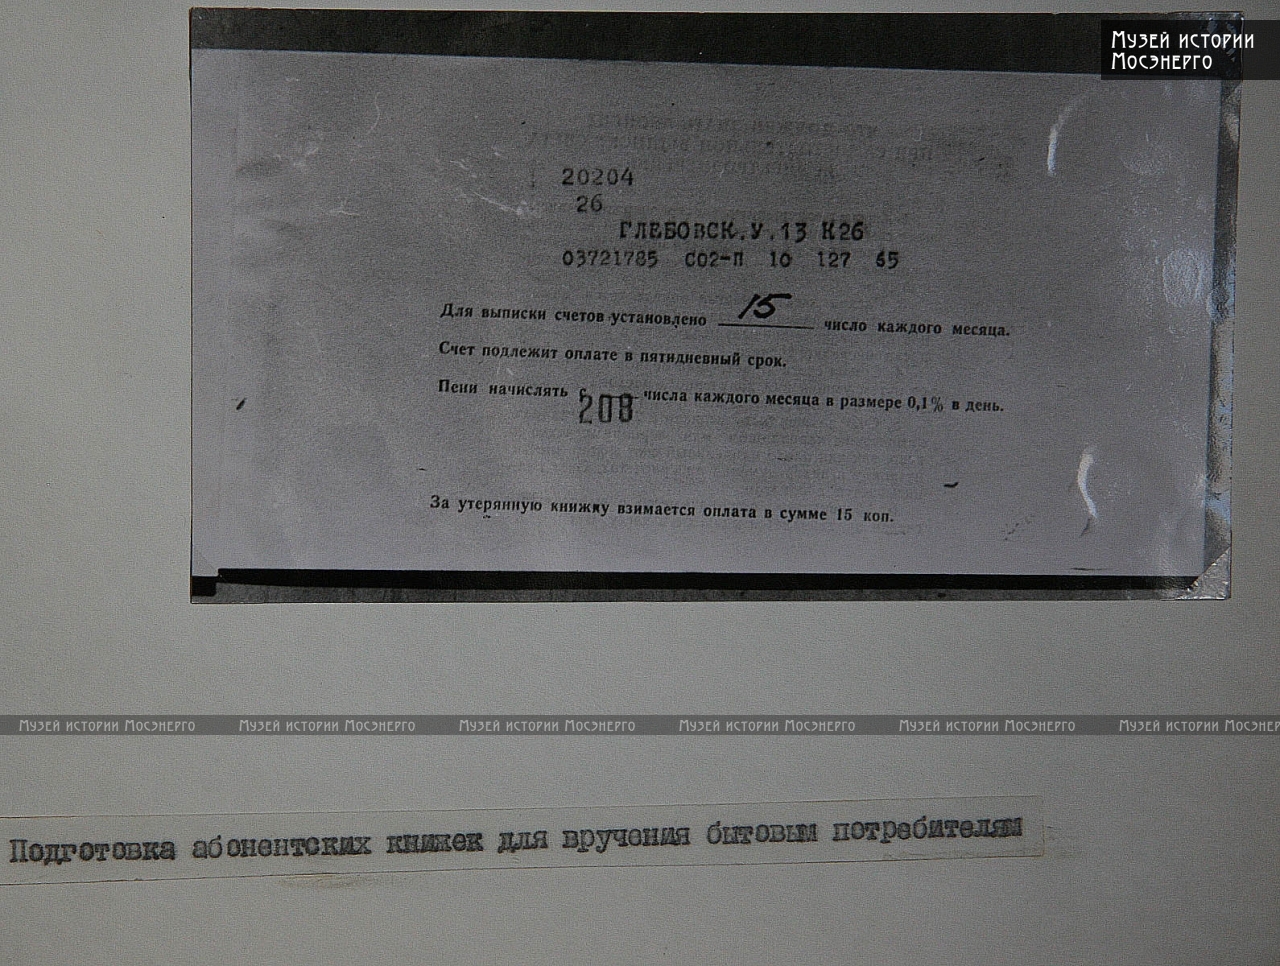 Музей истории
Мосэнерго
20204
26
ГЛЕБОВСК.У.13 К26
03721785 С02-П 10 127 65
Для выписки счетов установлено 15 число каждого месяца.
Счет подлежит оплате в пятидневный срок.
Пени начислять с 208 числа каждого месяца в размере 0,1% в день.
За утерянную книжку взимается оплата в сумме 15 коп.
Музей истории Мосэнерго Музей истории Мосэнерго Музей истории Мосэнерго Музей истории Мосэнерго Музей истории Мосэнерго Музей истории Мосэнер
Подготовка абонентских книжек для вручения бытовым потребителям